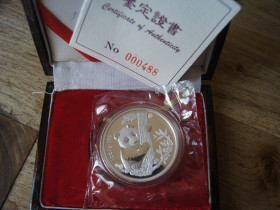 鑒定證書
Certificate of Authenticity
No 000488